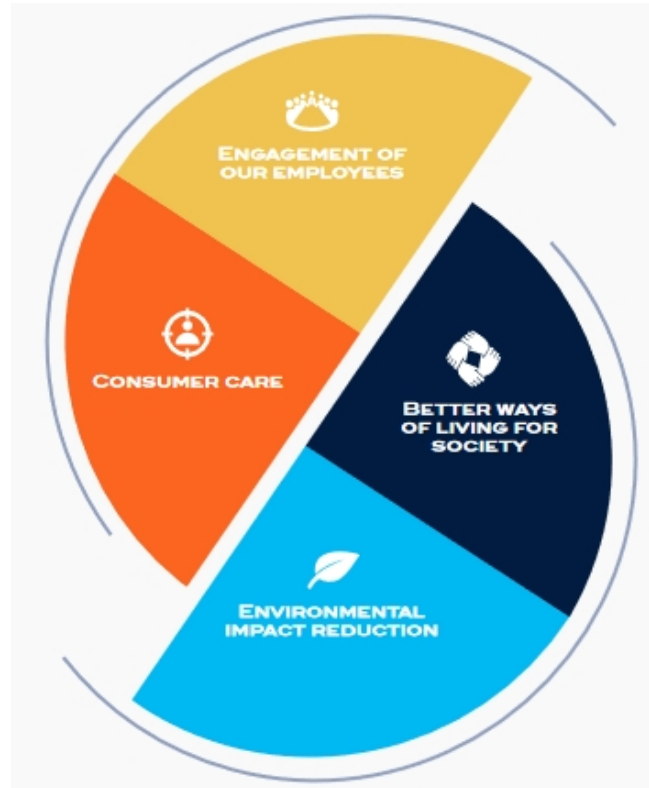 ENGAGEMENT OF
OUR EMPLOYEES
CONSUMER CARE
BETTER WAYS
OF LIVING FOR
SOCIETY
ENVIRONMENTAL
IMPACT REDUCTION